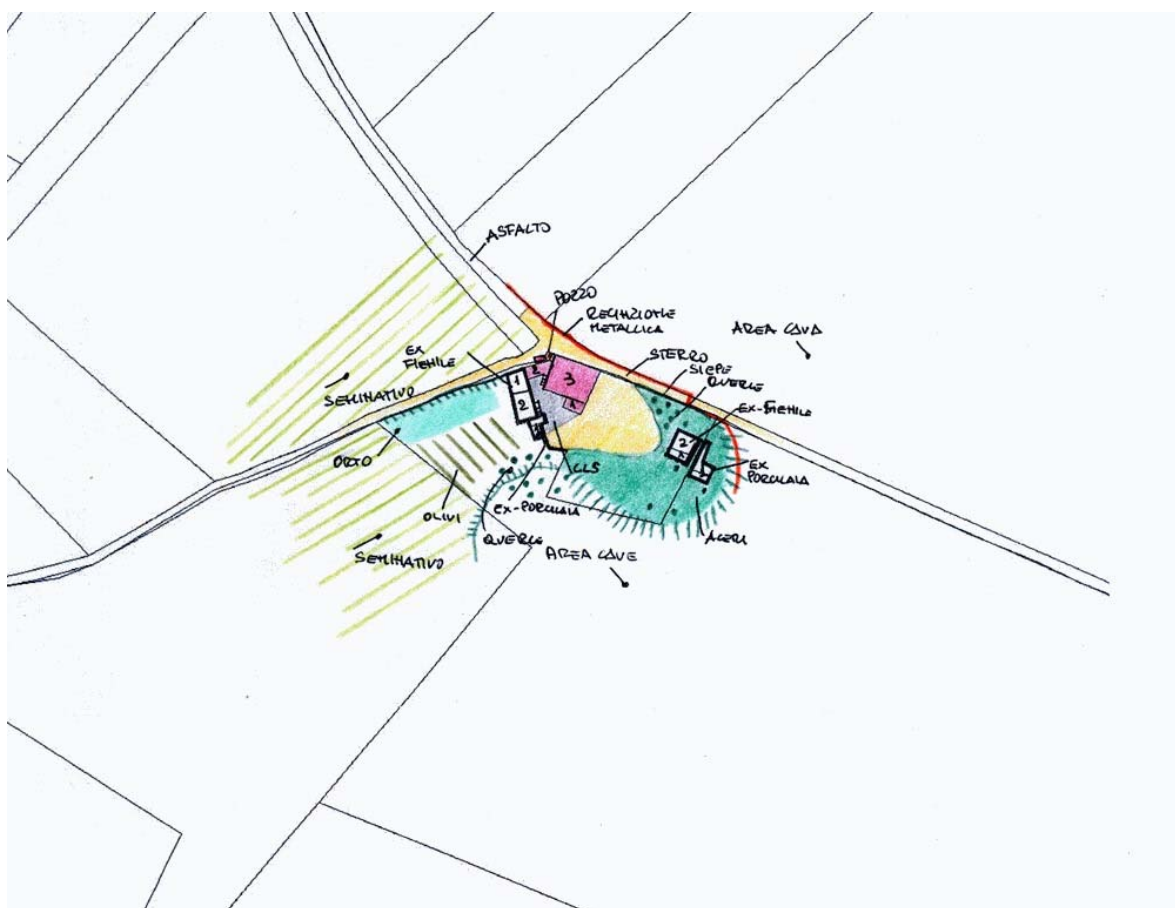 ASFALTO
POZZO
RECINZIONE
METALLICA
AREA CAVA
STERRO
SIEPE
QUERCE
EX
FIENILE
EX-FIENILE
1
2
2
3
2
SEMINATIVO
EX
PORCILAIA
ORTO
CLS
OLIVI
EX-PORCILAIA
QUERCE
AREA CAVE
ACERI
SEMINATIVO